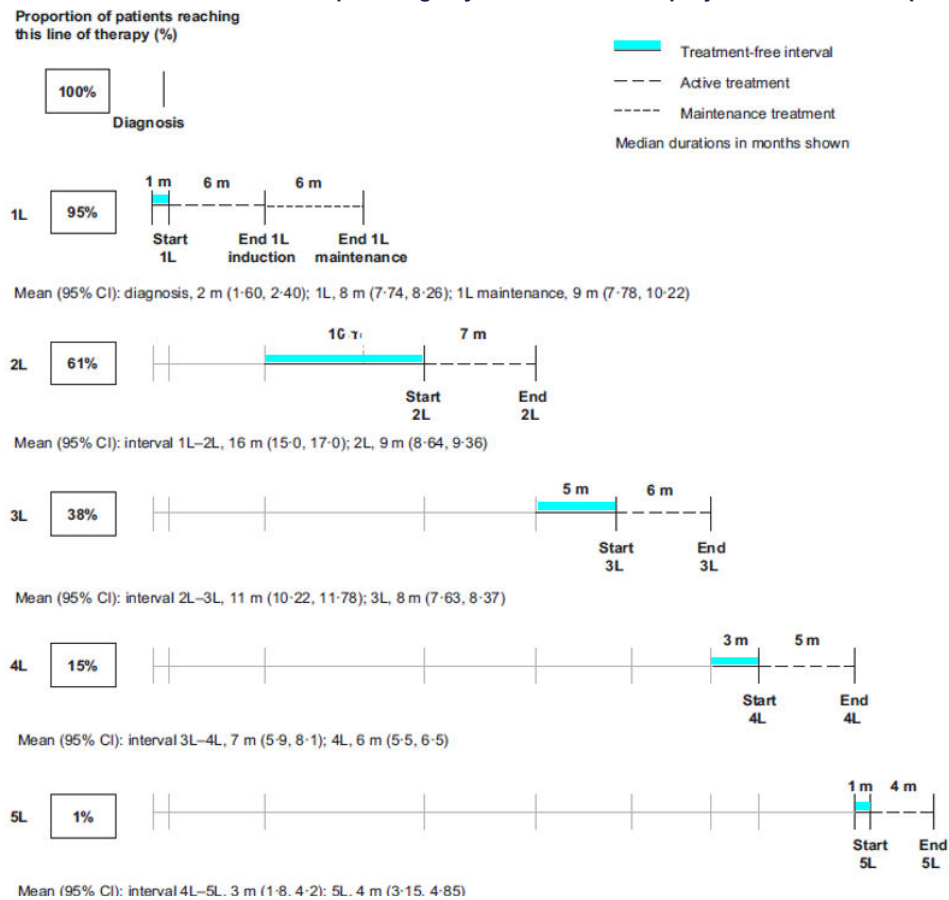 Proportion of patients reaching
this line of therapy (%)
Treatment-free interval
Active treatment
Maintenance treatment
Median durations in months shown
100%
Diagnosis
1 m 6 m 6 m
1L 95%
Start 1L
End 1L induction
End 1L maintenance
Mean (95% CI): diagnosis, 2 m (1·60, 2·40); 1L, 8 m (7·74, 8·26); 1L maintenance, 9 m (7·78, 10·22)
7 m
2L 61%
Start 2L
End 2L
Mean (95% CI): interval 1L–2L, 16 m (15·0, 17·0); 2L, 9 m (8·64, 9·36)
5 m 6 m
3L 38%
Start 3L
End 3L
Mean (95% CI): interval 2L–3L, 11 m (10·22, 11·78); 3L, 8 m (7·63, 8·37)
3 m 5 m
4L 15%
Start 4L
End 4L
Mean (95% CI): interval 3L–4L, 7 m (5·9, 8·1); 4L, 6 m (5·5, 6·5)
1 m 4 m
5L 1%
Start 5L
End 5L
Mean (95% CI): interval 4L–5L, 3 m (1·8, 4·2); 5L, 4 m (3·15, 4·85)